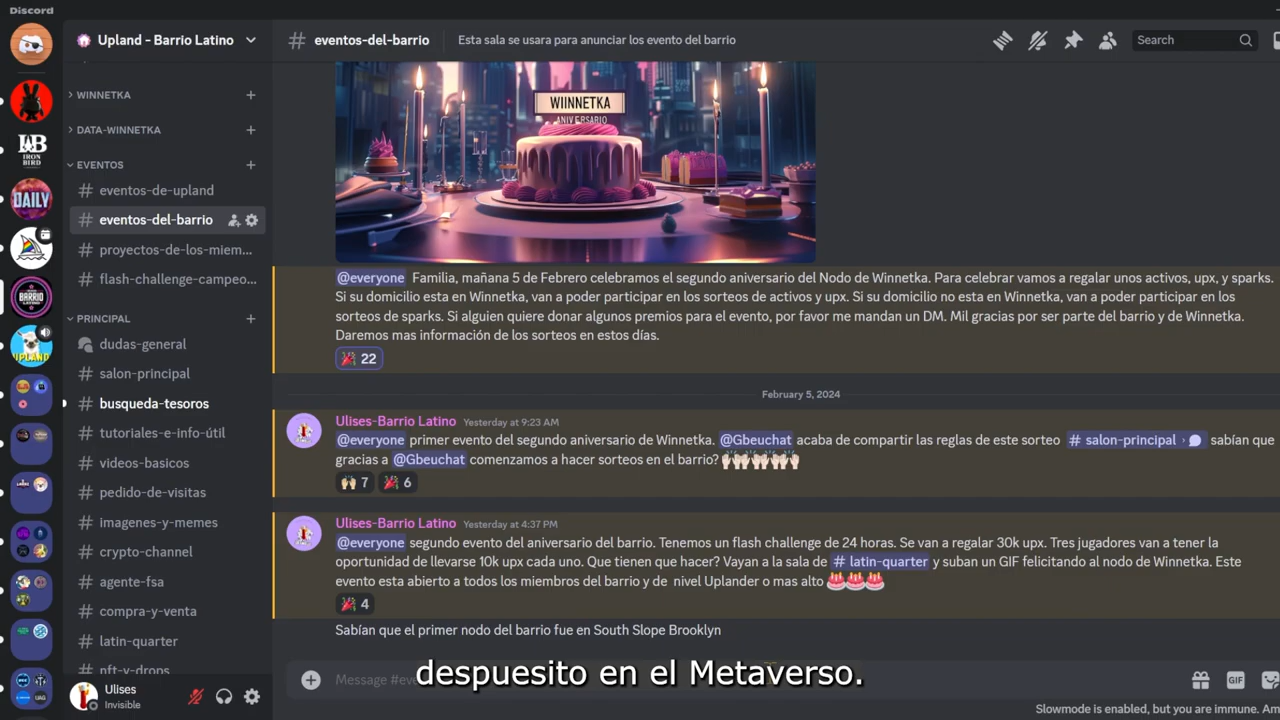 Discord
Upland - Barrio Latino
# eventos-del-barrio
Esta sala se usara para anunciar los evento del barrio
Search
WINNETKA
DATA-WINNETKA
EVENTOS
# eventos-de-upland
# eventos-del-barrio
# proyectos-de-los-miem...
# flash-challenge-campeo...
PRINCIPAL
dudas-general
# salon-principal
# busqueda-tesoros
# tutoriales-e-info-útil
# videos-basicos
# pedido-de-visitas
# imagenes-y-memes
# crypto-channel
# agente-fsa
# compra-y-venta
# latin-quarter
# nft-y-drops
Ulises
Invisible
IRON
BIRD
DAILY
BARRIO
LATINO
UPLAND
WIINNETKA
ANIVERSARIO
@everyone Familia, mañana 5 de Febrero celebramos el segundo aniversario del Nodo de Winnetka. Para celebrar vamos a regalar unos activos, upx, y sparks.
Si su domicilio esta en Winnetka, van a poder participar en los sorteos de activos y upx. Si su domicilio no esta en Winnetka, van a poder participar en los
sorteos de sparks. Si alguien quiere donar algunos premios para el evento, por favor me mandan un DM. Mil gracias por ser parte del barrio y de Winnetka.
Daremos mas información de los sorteos en estos días.
22
February 5, 2024
Ulises-Barrio Latino Yesterday at 9:23 AM
@everyone primer evento del segundo aniversario de Winnetka. @Gbeuchat acaba de compartir las reglas de este sorteo # salon-principal › sabían que
gracias a @Gbeuchat comenzamos a hacer sorteos en el barrio? 🙌🏻🙌🏻🙌🏻🙌🏻🙌🏻
7 6
Ulises-Barrio Latino Yesterday at 4:37 PM
@everyone segundo evento del aniversario del barrio. Tenemos un flash challenge de 24 horas. Se van a regalar 30k upx. Tres jugadores van a tener la
oportunidad de llevarse 10k upx cada uno. Que tienen que hacer? Vayan a la sala de # latin-quarter y suban un GIF felicitando al nodo de Winnetka. Este
evento esta abierto a todos los miembros del barrio y de nivel Uplander o mas alto 🎂🎂🎂
4
Sabían que el primer nodo del barrio fue en South Slope Brooklyn
despuesito en el Metaverso.
GIF
Slowmode is enabled, but you are immune.